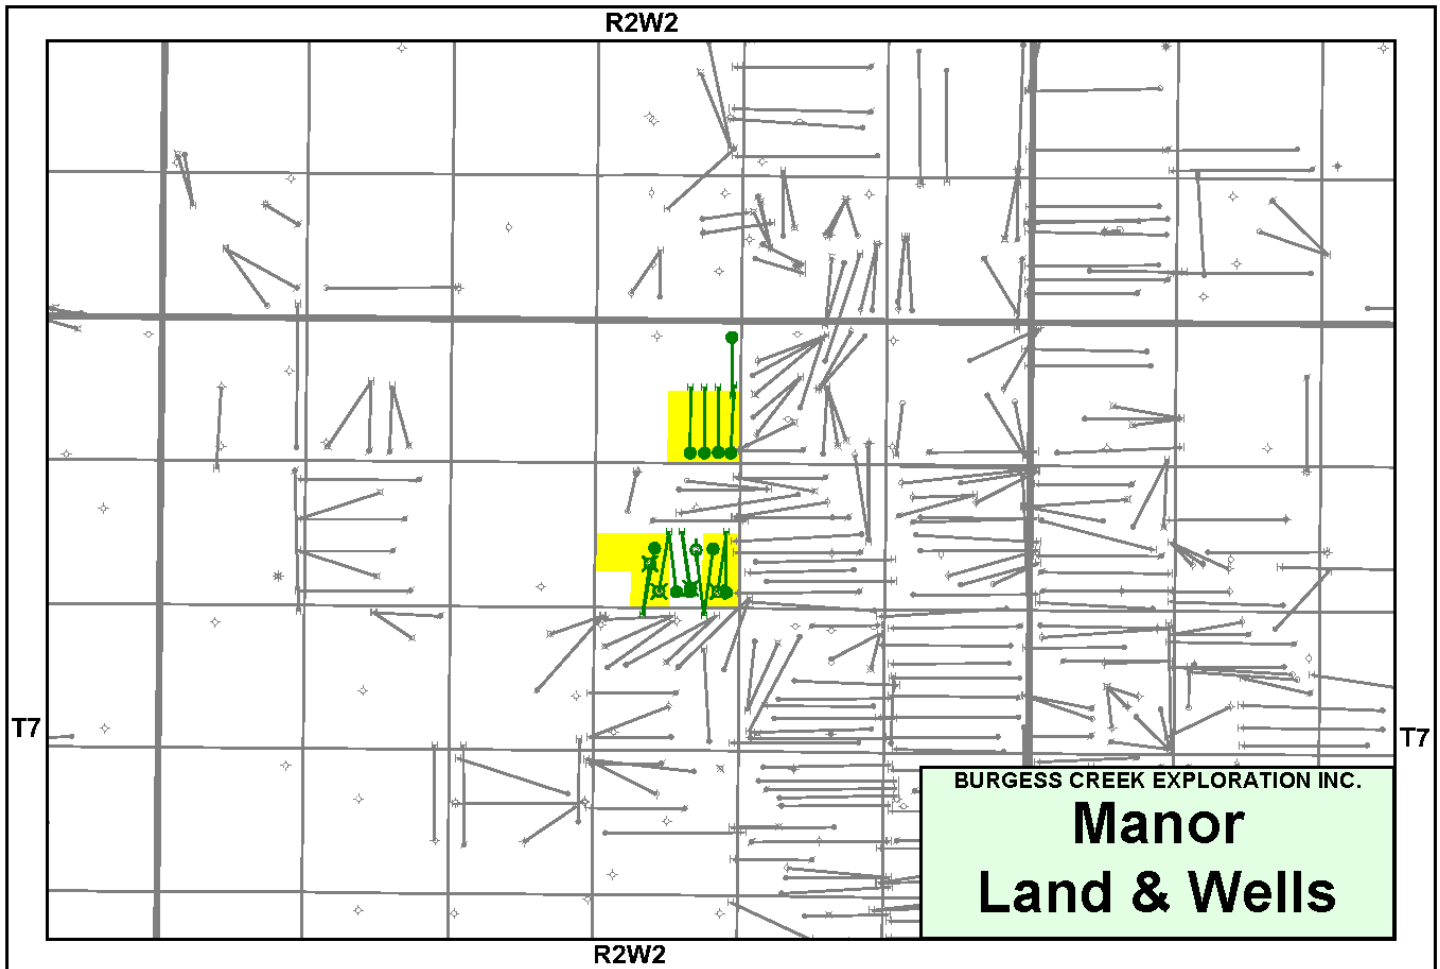 R2W2
T7
T7
BURGESS CREEK EXPLORATION INC.
Manor
Land & Wells
R2W2